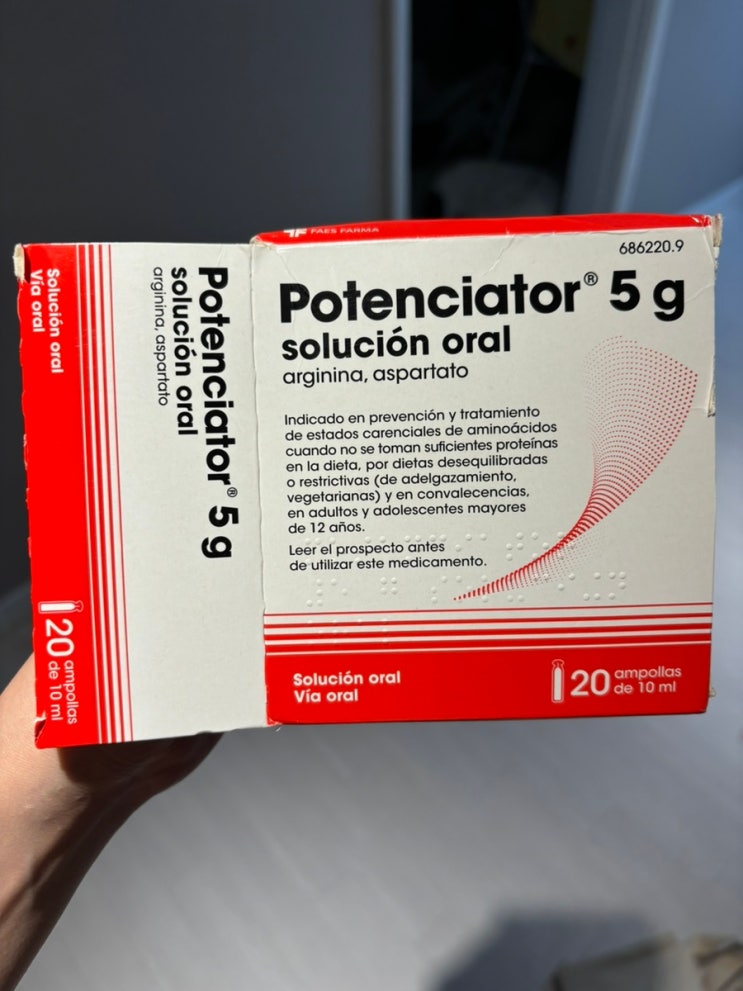 FAES FARMA
686220.9
Potenciator® 5 g
solución oral
arginina, aspartato
Indicado en prevención y tratamiento
de estados carenciales de aminoácidos
cuando no se toman suficientes proteínas
en la dieta, por dietas desequilibradas
o restrictivas (de adelgazamiento,
vegetarianas) y en convalecencias,
en adultos y adolescentes mayores
de 12 años.
Leer el prospecto antes
de utilizar este medicamento.
Solución oral
Vía oral
20 ampollas
de 10 ml
Potenciator® 5 g
solución oral
arginina, aspartato
Solución oral
Vía oral
20 ampollas
de 10 ml